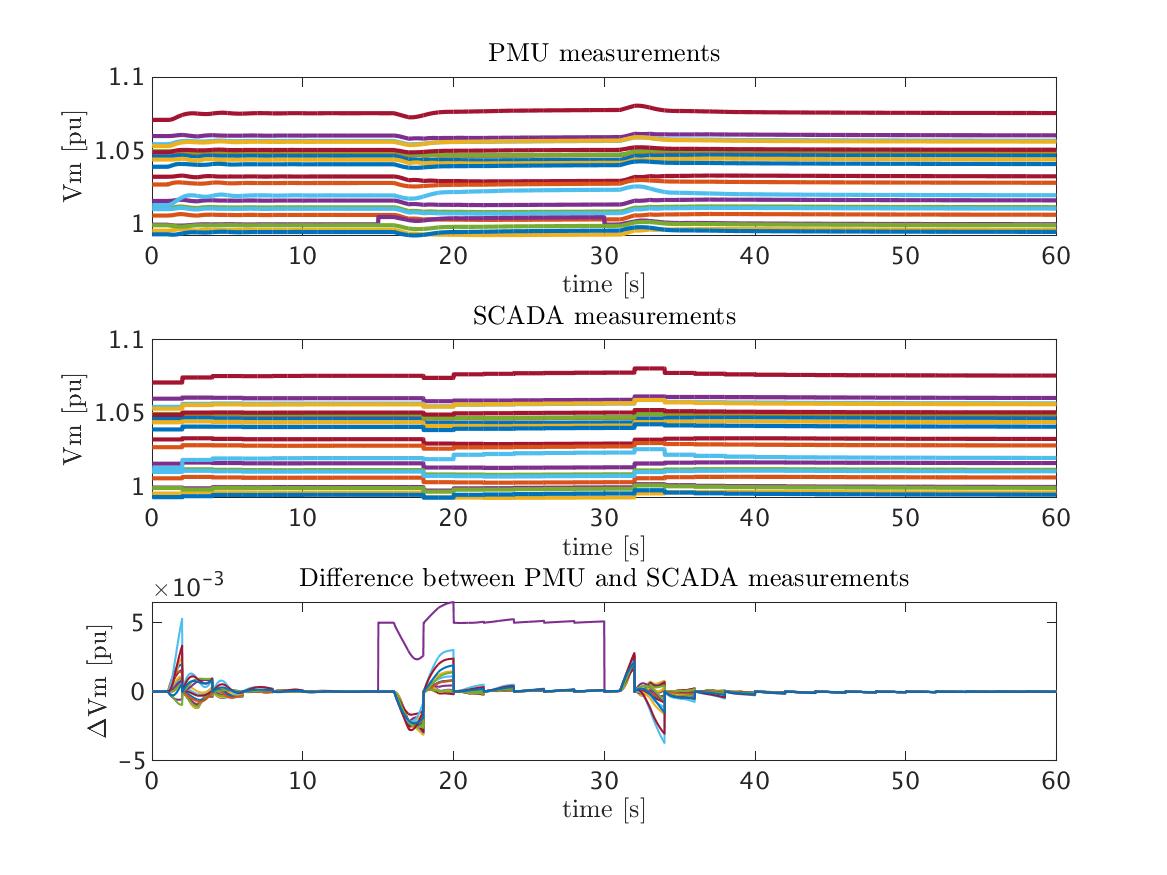 PMU measurements
1.1
1.05
1
Vm [pu]
0 10 20 30 40 50 60
time [s]
SCADA measurements
1.1
1.05
1
Vm [pu]
0 10 20 30 40 50 60
time [s]
Difference between PMU and SCADA measurements
×10⁻³
5
0
-5
ΔVm [pu]
0 10 20 30 40 50 60
time [s]